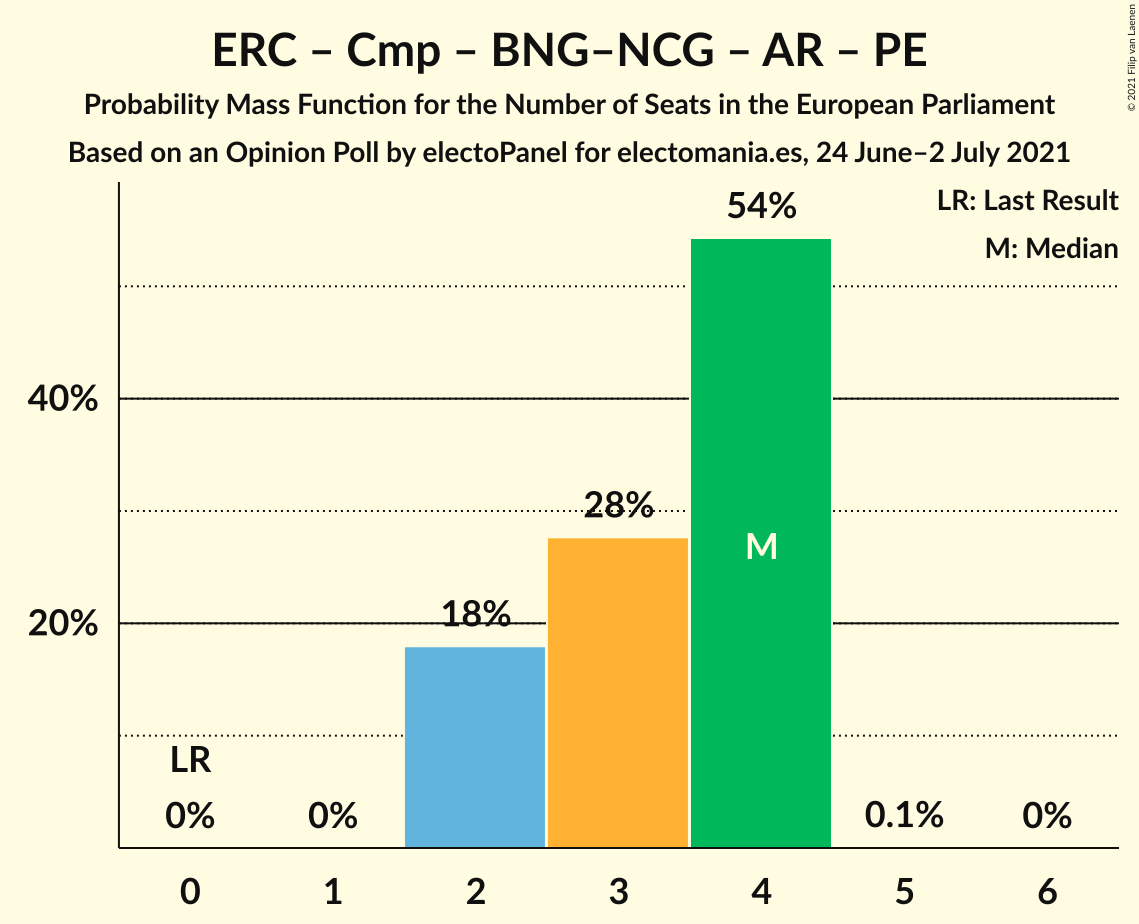 ERC – Cmp – BNG–NCG – AR – PE
Probability Mass Function for the Number of Seats in the European Parliament
Based on an Opinion Poll by electoPanel for electomania.es, 24 June–2 July 2021
© 2021 Filip van Laenen
LR: Last Result
M: Median
54%
40%
28%
M
20%
18%
LR
0%
0%
0.1%
0%
0
1
2
3
4
5
6